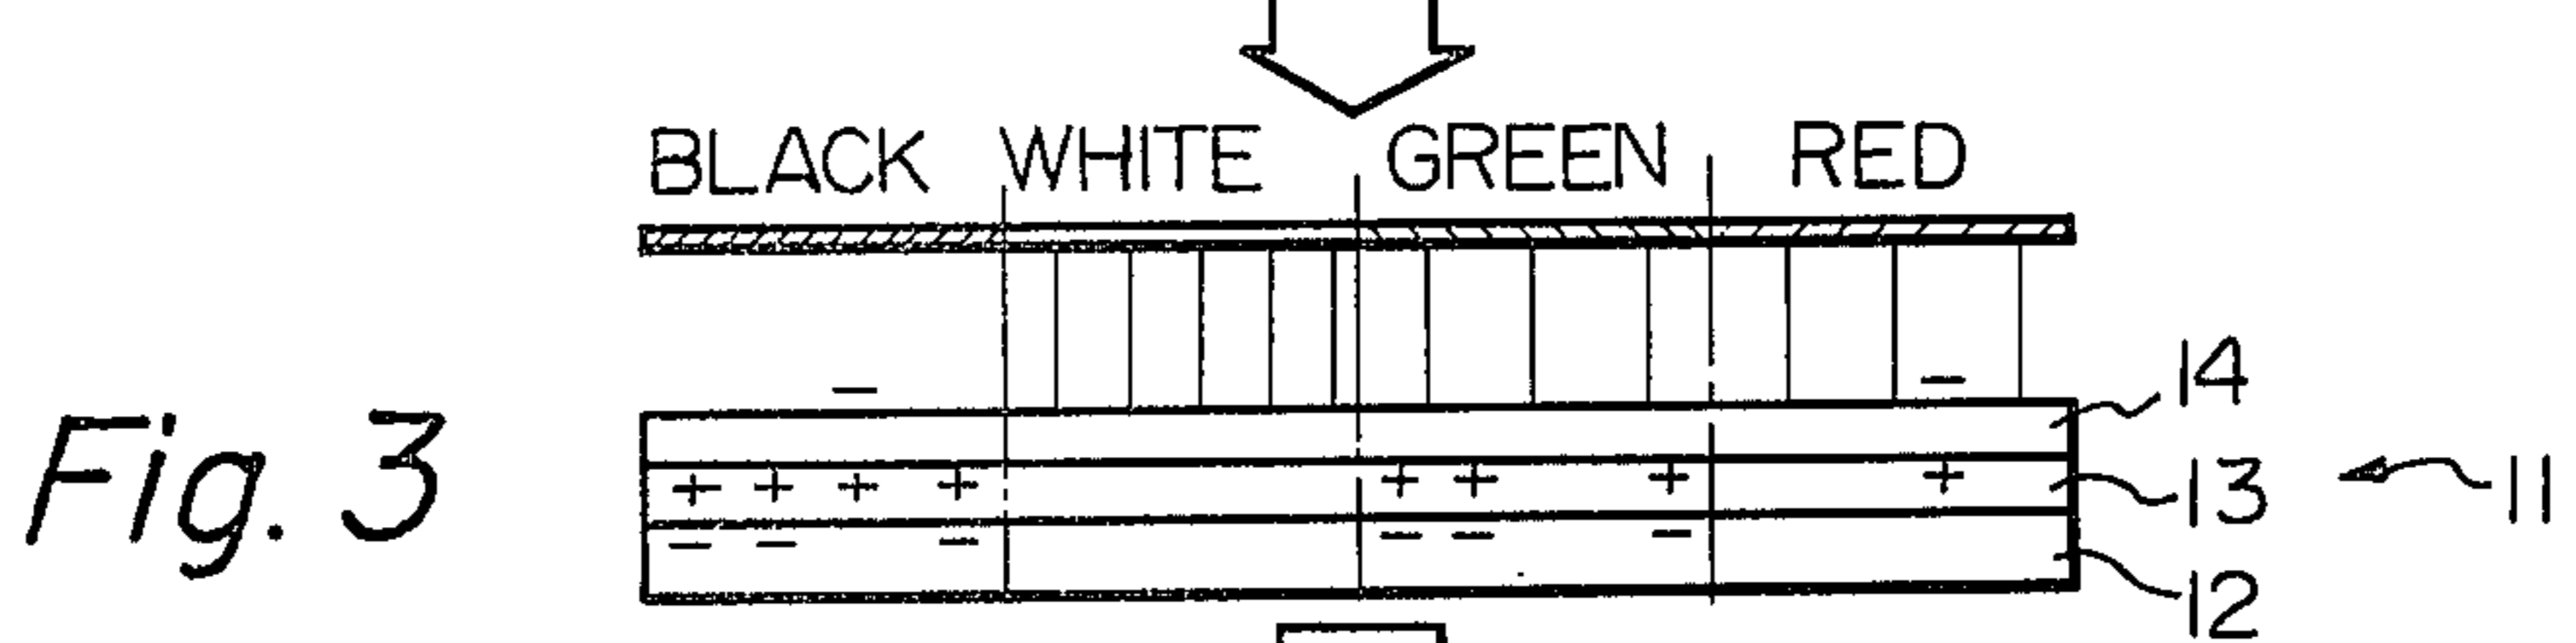 BLACK WHITE GREEN RED
−
−
14
+ + + + + + + +
13
11
− − − − − −
12
Fig. 3